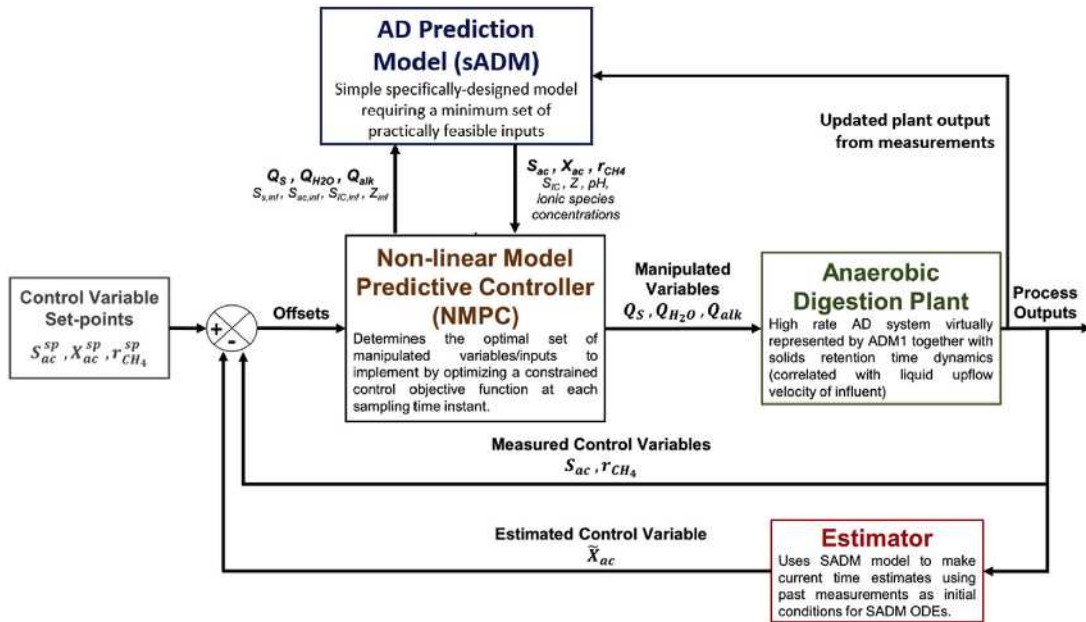 AD Prediction
Model (sADM)
Simple specifically-designed model
requiring a minimum set of
practically feasible inputs
Updated plant output
from measurements
Q_S , Q_H2O , Q_alk
S_s,inf , S_ac,inf , S_IC,inf , Z_inf
S_ac , X_ac , r_CH4
S_IC , Z , pH,
ionic species
concentrations
Control Variable
Set-points
S_ac^sp , X_ac^sp , r_CH4^sp
+
-
Offsets
Non-linear Model
Predictive Controller
(NMPC)
Determines the optimal set of
manipulated variables/inputs to
implement by optimizing a constrained
control objective function at each
sampling time instant.
Manipulated
Variables
Q_S , Q_H2O , Q_alk
Anaerobic
Digestion Plant
High rate AD system virtually
represented by ADM1 together with
solids retention time dynamics
(correlated with liquid upflow
velocity of influent)
Process
Outputs
Measured Control Variables
S_ac , r_CH4
Estimated Control Variable
X̃_ac
Estimator
Uses SADM model to make
current time estimates using
past measurements as initial
conditions for SADM ODEs.